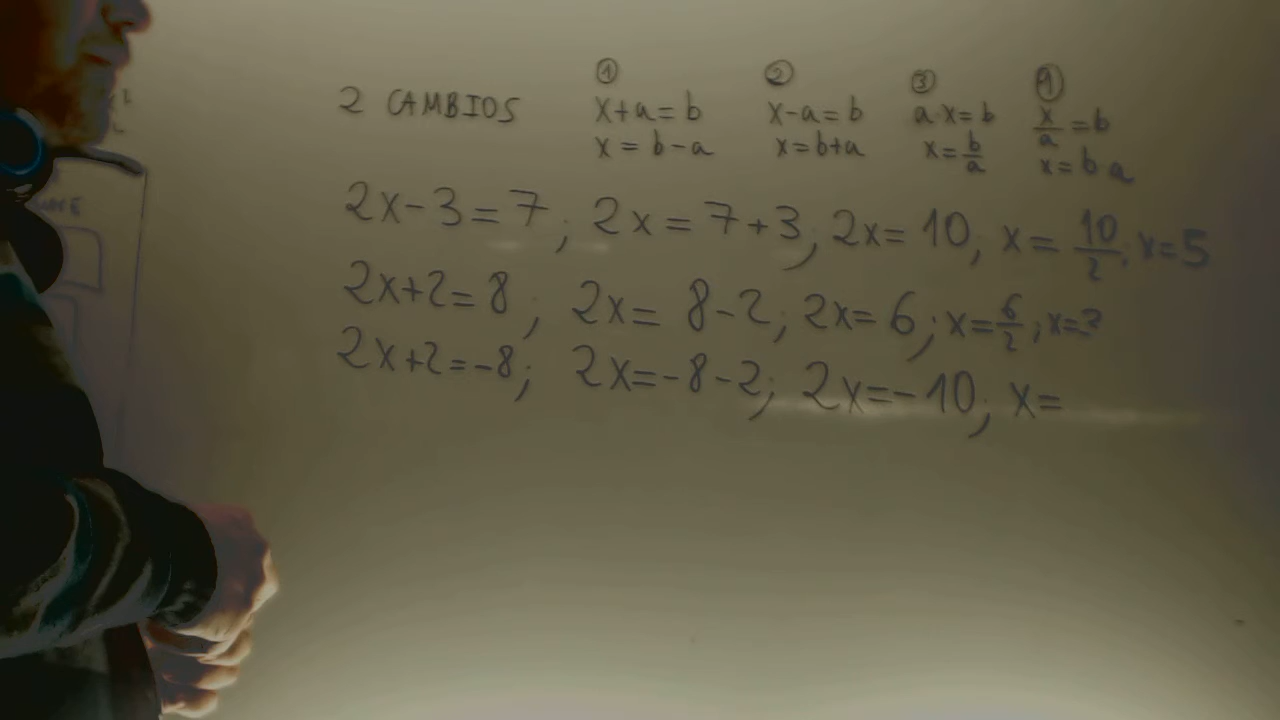 2 CAMBIOS
① ② ③ ④
x+a=b x-a=b a·x=b x/a=b
x=b-a x=b+a x=b/a x=b·a
2x-3=7; 2x=7+3; 2x=10, x=10/2; x=5
2x+2=8; 2x=8-2; 2x=6; x=6/2; x=3
2x+2=-8; 2x=-8-2; 2x=-10; x=